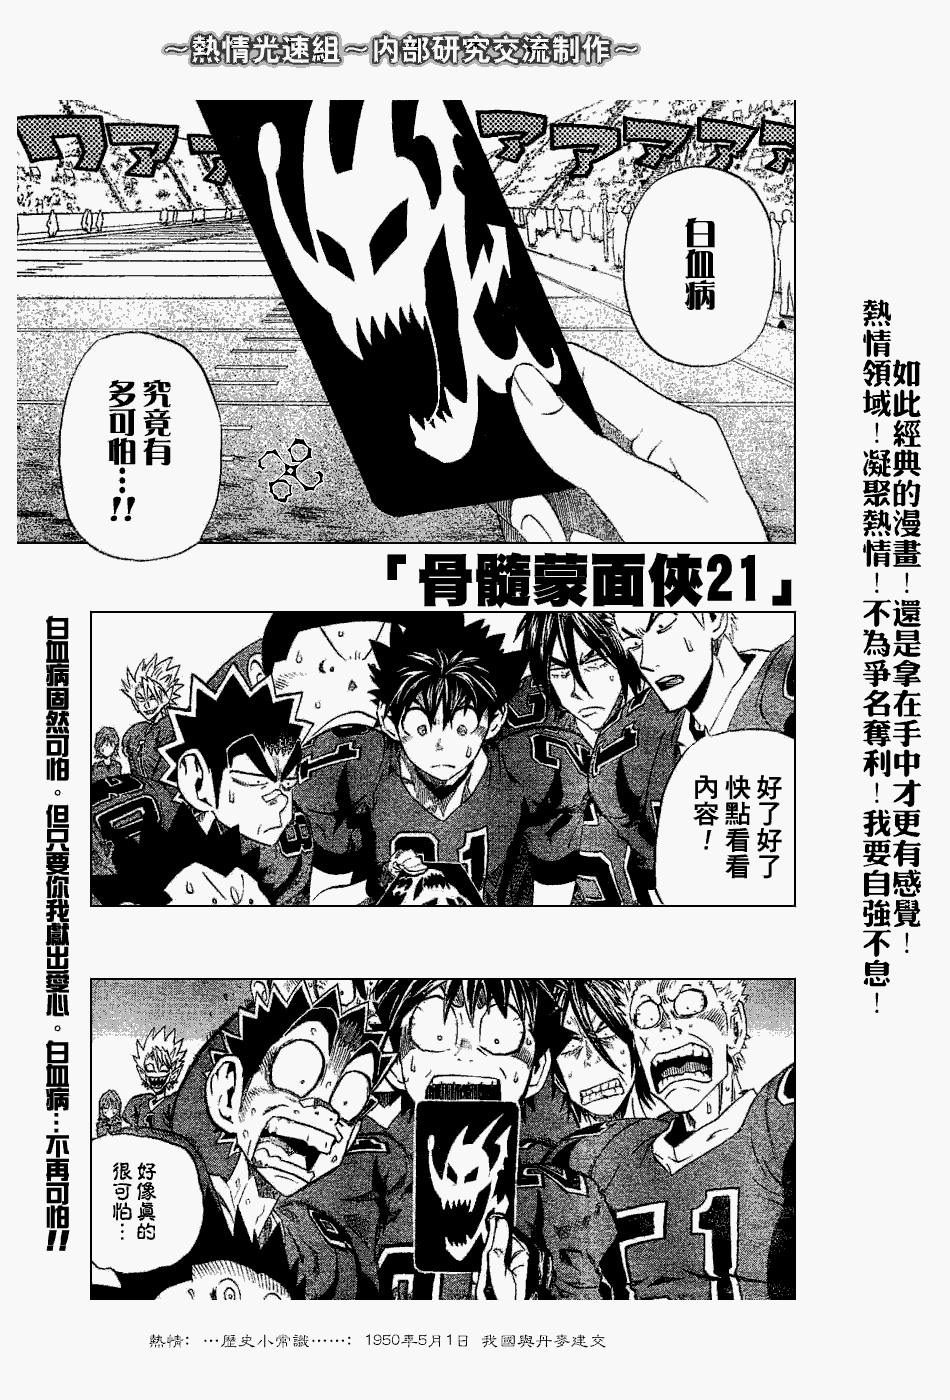 ～熱情光速組～內部研究交流制作～
ワァァ
ァァァァァ
白血病
究竟有
多可怕…!!
「骨髓蒙面俠21」
好了好了
快點看看
內容！
好像真的
很可怕…
如此經典的漫畫！還是拿在手中才更有感覺！
熱情領域！凝聚熱情！不為爭名奪利！我要自強不息！
白血病固然可怕。但只要你我獻出愛心。白血病…不再可怕!!
21
51
熱情：…歷史小常識……：1950年5月1日 我國與丹麥建交